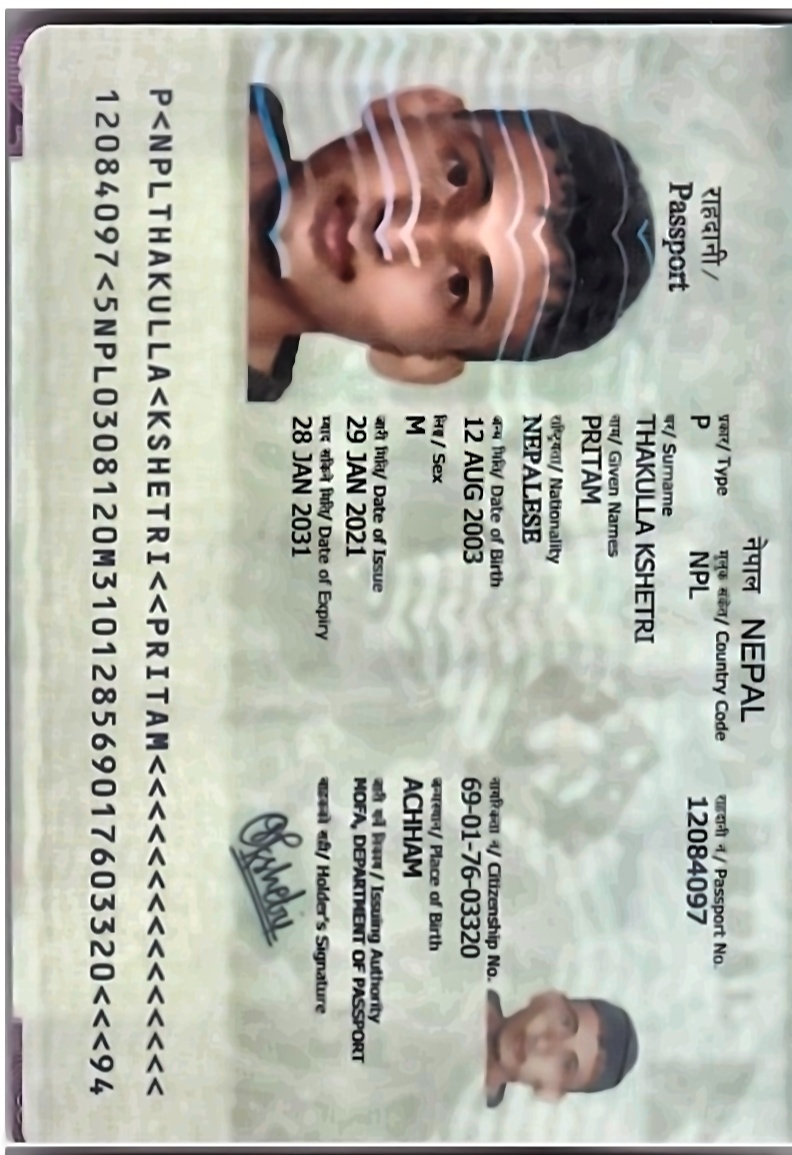 नेपाल NEPAL
राहदानी /
Passport
प्रकार/ Type
P
मुलुक संकेत/ Country Code
NPL
राहदानी नं./ Passport No.
12084097
थर/ Surname
THAKULLA KSHETRI
नाम/ Given Names
PRITAM
राष्ट्रियता/ Nationality
NEPALESE
जन्म मिति/ Date of Birth
12 AUG 2003
नागरिकता नं/ Citizenship No.
69-01-76-03320
लिङ्ग/ Sex
M
जन्मस्थान/ Place of Birth
ACHHAM
जारी मिति/ Date of Issue
29 JAN 2021
जारी गर्ने निकाय/ Issuing Authority
MOFA, DEPARTMENT OF PASSPORT
म्याद सकिने मिति/ Date of Expiry
28 JAN 2031
वाहकको सही/ Holder's Signature
P<NPLTHAKULLA<KSHETRI<<PRITAM<<<<<<<<<<<<<<<
12084097<5NPL0308120M310128569017603320<<<94